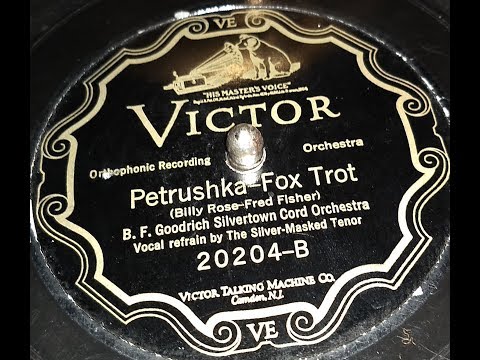 VE
"HIS MASTER'S VOICE"
VICTOR
Orthophonic Recording Orchestra
Petrushka-Fox Trot
(Billy Rose-Fred Fisher)
B. F. Goodrich Silvertown Cord Orchestra
Vocal refrain by The Silver-Masked Tenor
20204-B
VICTOR TALKING MACHINE CO.
Camden, N.J.
VE